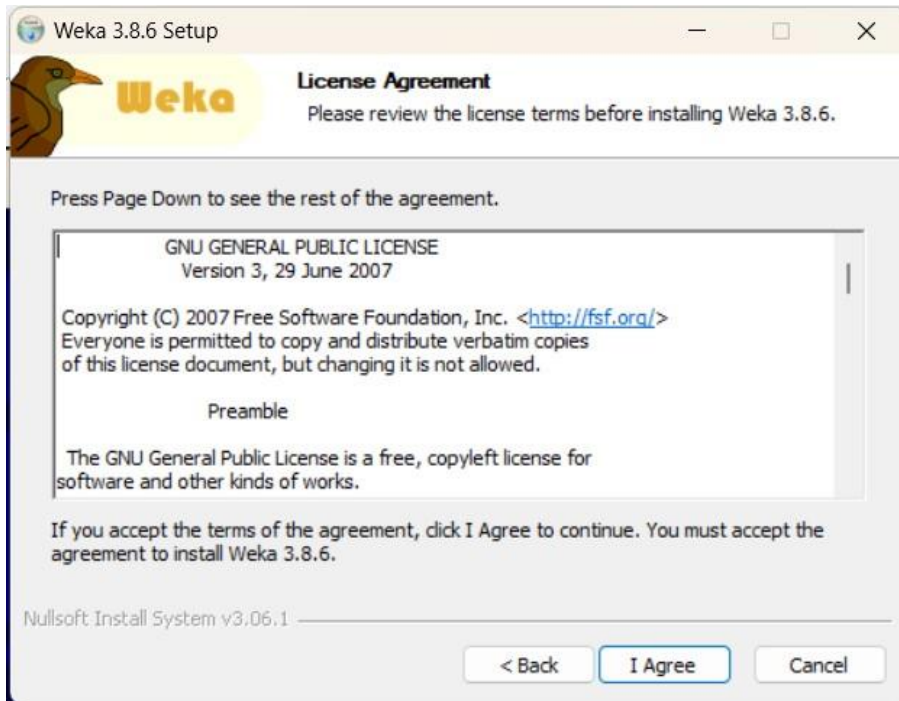 Weka 3.8.6 Setup
Weka
License Agreement
Please review the license terms before installing Weka 3.8.6.
Press Page Down to see the rest of the agreement.
GNU GENERAL PUBLIC LICENSE
Version 3, 29 June 2007
Copyright (C) 2007 Free Software Foundation, Inc. <http://fsf.org/>
Everyone is permitted to copy and distribute verbatim copies
of this license document, but changing it is not allowed.
Preamble
The GNU General Public License is a free, copyleft license for
software and other kinds of works.
If you accept the terms of the agreement, click I Agree to continue. You must accept the
agreement to install Weka 3.8.6.
Nullsoft Install System v3.06.1
< Back I Agree Cancel